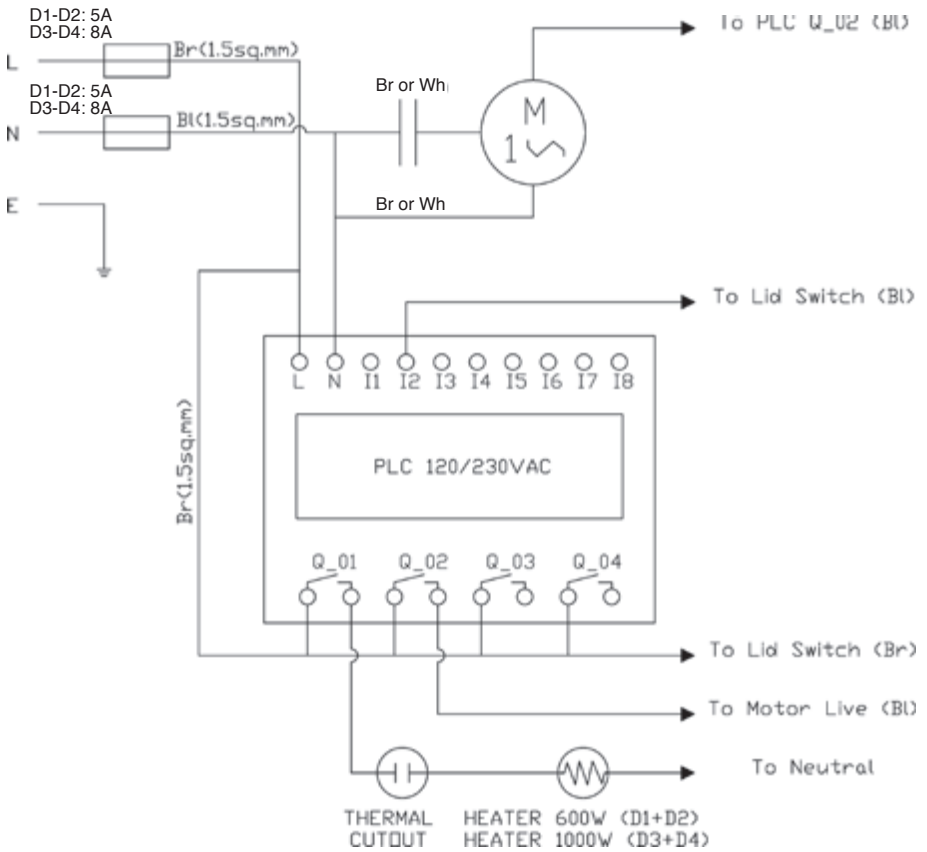 D1-D2: 5A
D3-D4: 8A
L
Br(1.5sq.mm)
D1-D2: 5A
D3-D4: 8A
N
Bl(1.5sq.mm)
E
Br or Wh
Br or Wh
M
1
To PLC Q_02 (Bl)
To Lid Switch (Bl)
L N I1 I2 I3 I4 I5 I6 I7 I8
PLC 120/230VAC
Br(1.5sq.mm)
Q_01 Q_02 Q_03 Q_04
To Lid Switch (Br)
To Motor Live (Bl)
To Neutral
THERMAL
CUTOUT
HEATER 600W (D1+D2)
HEATER 1000W (D3+D4)